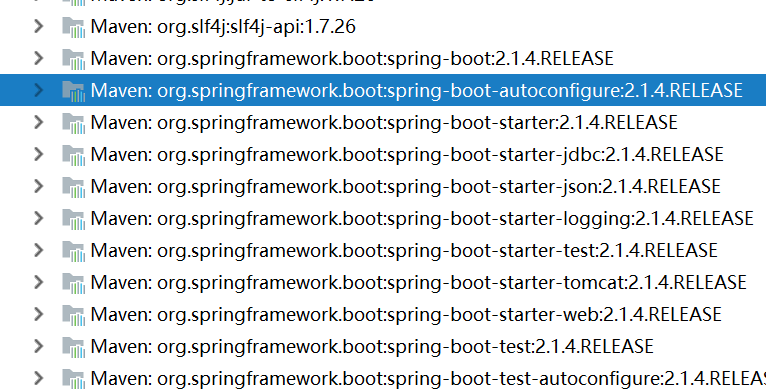 Maven: org.slf4j:slf4j-api:1.7.26
Maven: org.springframework.boot:spring-boot:2.1.4.RELEASE
Maven: org.springframework.boot:spring-boot-autoconfigure:2.1.4.RELEASE
Maven: org.springframework.boot:spring-boot-starter:2.1.4.RELEASE
Maven: org.springframework.boot:spring-boot-starter-jdbc:2.1.4.RELEASE
Maven: org.springframework.boot:spring-boot-starter-json:2.1.4.RELEASE
Maven: org.springframework.boot:spring-boot-starter-logging:2.1.4.RELEASE
Maven: org.springframework.boot:spring-boot-starter-test:2.1.4.RELEASE
Maven: org.springframework.boot:spring-boot-starter-tomcat:2.1.4.RELEASE
Maven: org.springframework.boot:spring-boot-starter-web:2.1.4.RELEASE
Maven: org.springframework.boot:spring-boot-test:2.1.4.RELEASE
Maven: org.springframework.boot:spring-boot-test-autoconfigure:2.1.4.RELEAS